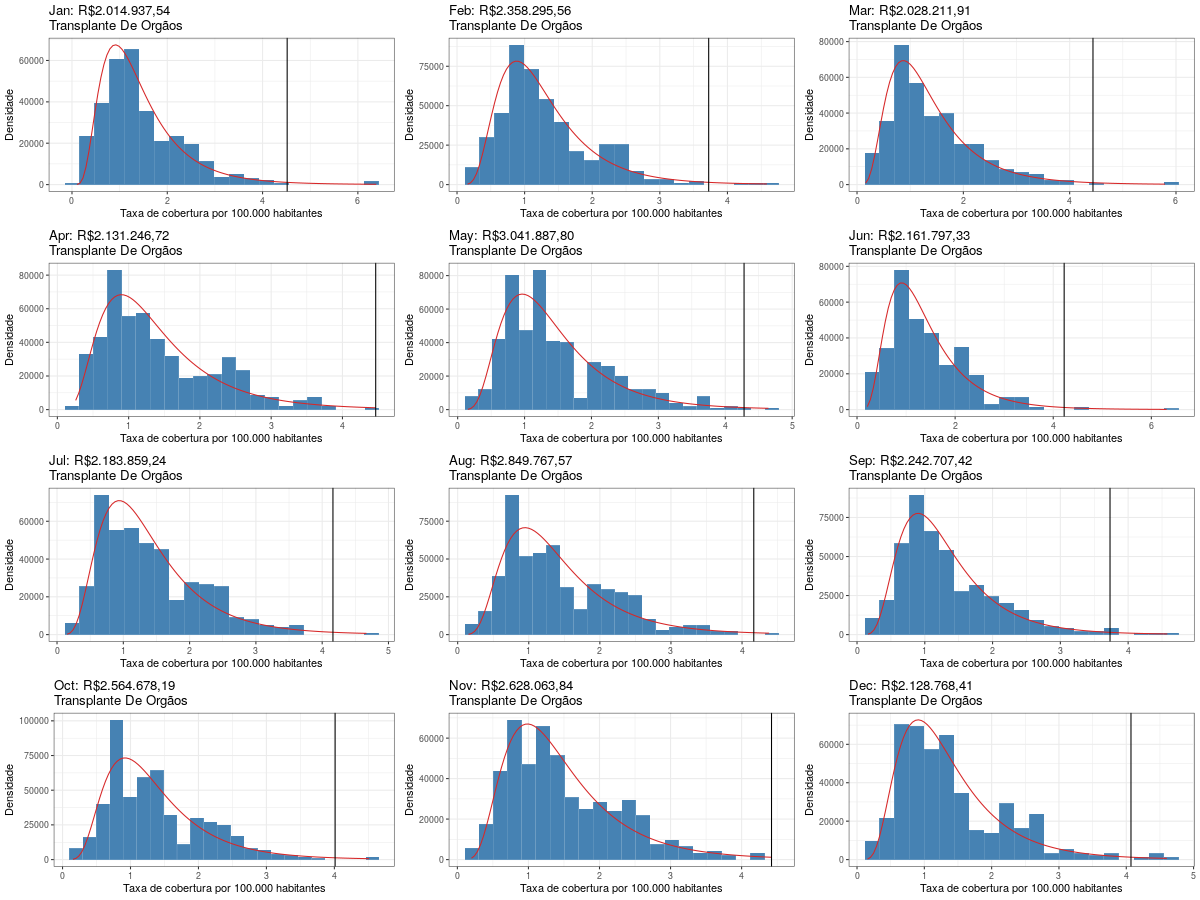 Jan: R$2.014.937,54
Transplante De Orgãos
Densidade
60000
40000
20000
0
0 2 4 6
Taxa de cobertura por 100.000 habitantes
Feb: R$2.358.295,56
Transplante De Orgãos
Densidade
75000
50000
25000
0
0 1 2 3 4
Taxa de cobertura por 100.000 habitantes
Mar: R$2.028.211,91
Transplante De Orgãos
Densidade
80000
60000
40000
20000
0
0 2 4 6
Taxa de cobertura por 100.000 habitantes
Apr: R$2.131.246,72
Transplante De Orgãos
Densidade
80000
60000
40000
20000
0
0 1 2 3 4
Taxa de cobertura por 100.000 habitantes
May: R$3.041.887,80
Transplante De Orgãos
Densidade
80000
60000
40000
20000
0
0 1 2 3 4 5
Taxa de cobertura por 100.000 habitantes
Jun: R$2.161.797,33
Transplante De Orgãos
Densidade
80000
60000
40000
20000
0
0 2 4 6
Taxa de cobertura por 100.000 habitantes
Jul: R$2.183.859,24
Transplante De Orgãos
Densidade
60000
40000
20000
0
0 1 2 3 4 5
Taxa de cobertura por 100.000 habitantes
Aug: R$2.849.767,57
Transplante De Orgãos
Densidade
75000
50000
25000
0
0 1 2 3 4
Taxa de cobertura por 100.000 habitantes
Sep: R$2.242.707,42
Transplante De Orgãos
Densidade
75000
50000
25000
0
0 1 2 3 4
Taxa de cobertura por 100.000 habitantes
Oct: R$2.564.678,19
Transplante De Orgãos
Densidade
100000
75000
50000
25000
0
0 1 2 3 4
Taxa de cobertura por 100.000 habitantes
Nov: R$2.628.063,84
Transplante De Orgãos
Densidade
60000
40000
20000
0
0 1 2 3 4
Taxa de cobertura por 100.000 habitantes
Dec: R$2.128.768,41
Transplante De Orgãos
Densidade
60000
40000
20000
0
0 1 2 3 4 5
Taxa de cobertura por 100.000 habitantes